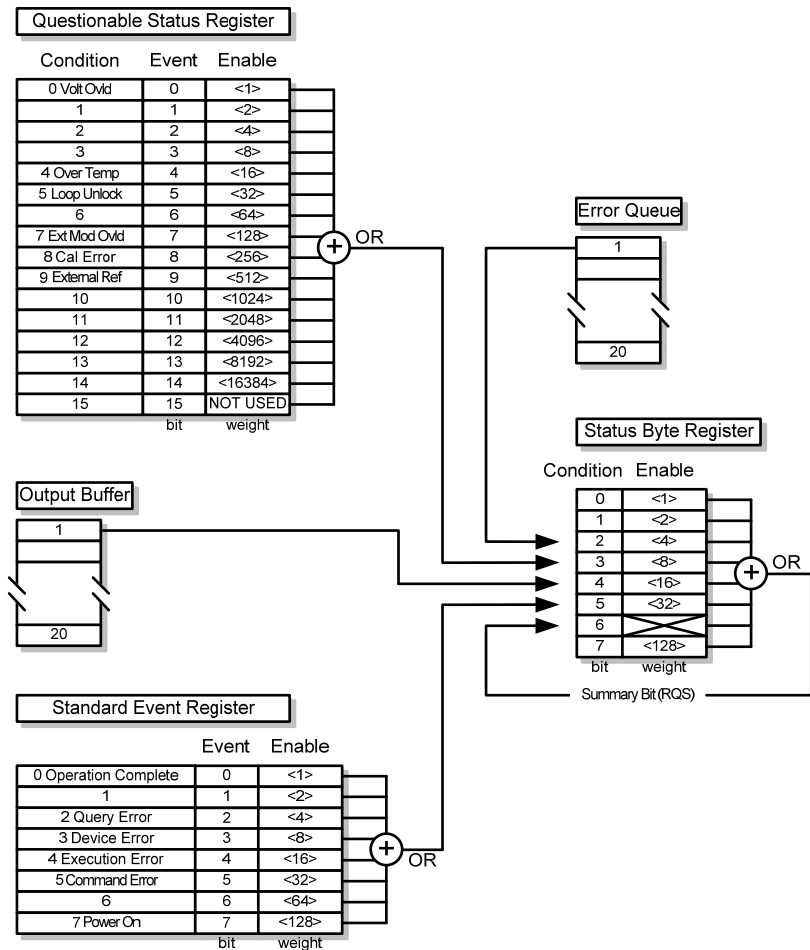 Questionable Status Register
Condition Event Enable
0 Volt Ovld 0 <1>
1 1 <2>
2 2 <4>
3 3 <8>
4 Over Temp 4 <16>
5 Loop Unlock 5 <32>
6 6 <64>
7 Ext Mod Ovld 7 <128>
8 Cal Error 8 <256>
9 External Ref 9 <512>
10 10 <1024>
11 11 <2048>
12 12 <4096>
13 13 <8192>
14 14 <16384>
15 15 NOT USED
bit weight
+ OR
Error Queue
1
20
Output Buffer
1
20
Status Byte Register
Condition Enable
0 <1>
1 <2>
2 <4>
3 <8>
4 <16>
5 <32>
6
7 <128>
bit weight
+ OR
Summary Bit (RQS)
Standard Event Register
Event Enable
0 Operation Complete 0 <1>
1 1 <2>
2 Query Error 2 <4>
3 Device Error 3 <8>
4 Execution Error 4 <16>
5 Command Error 5 <32>
6 6 <64>
7 Power On 7 <128>
bit weight
+ OR